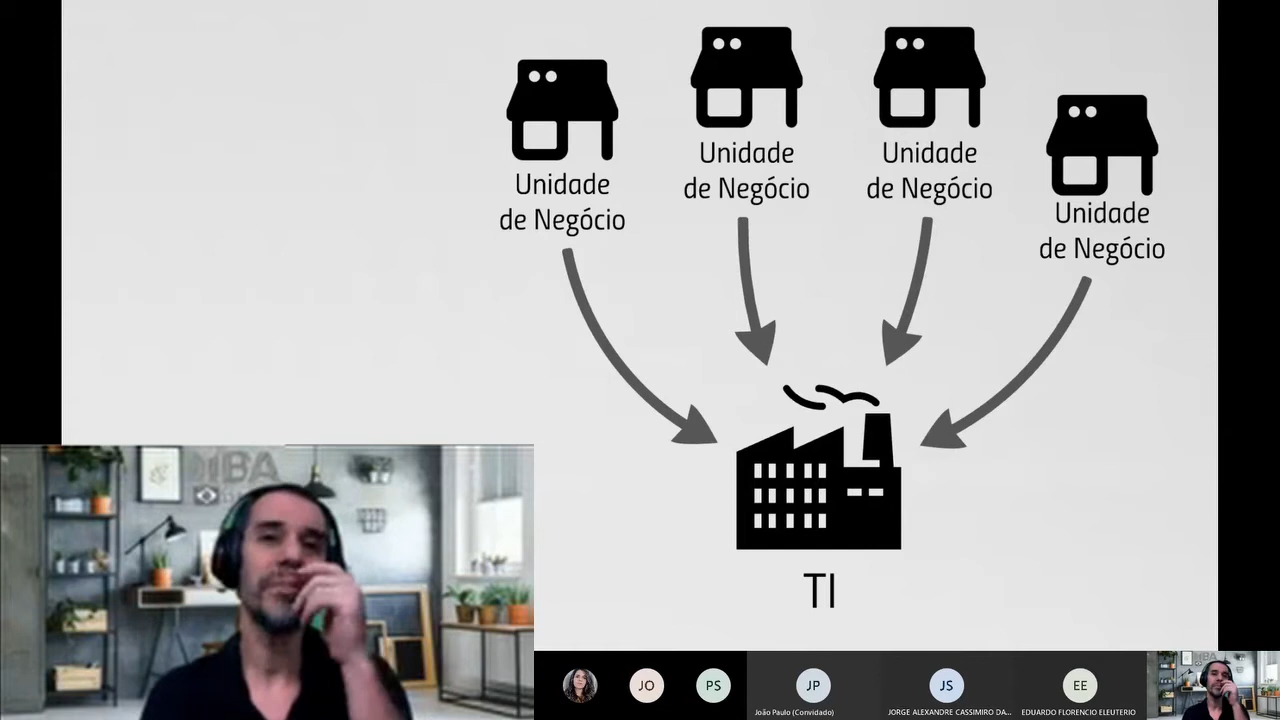 Unidade
de Negócio
Unidade
de Negócio
Unidade
de Negócio
Unidade
de Negócio
TI
JO
PS
JP
João Paulo (Convidado)
JS
JORGE ALEXANDRE CASSIMIRO DA...
EE
EDUARDO FLORENCIO ELEUTERIO